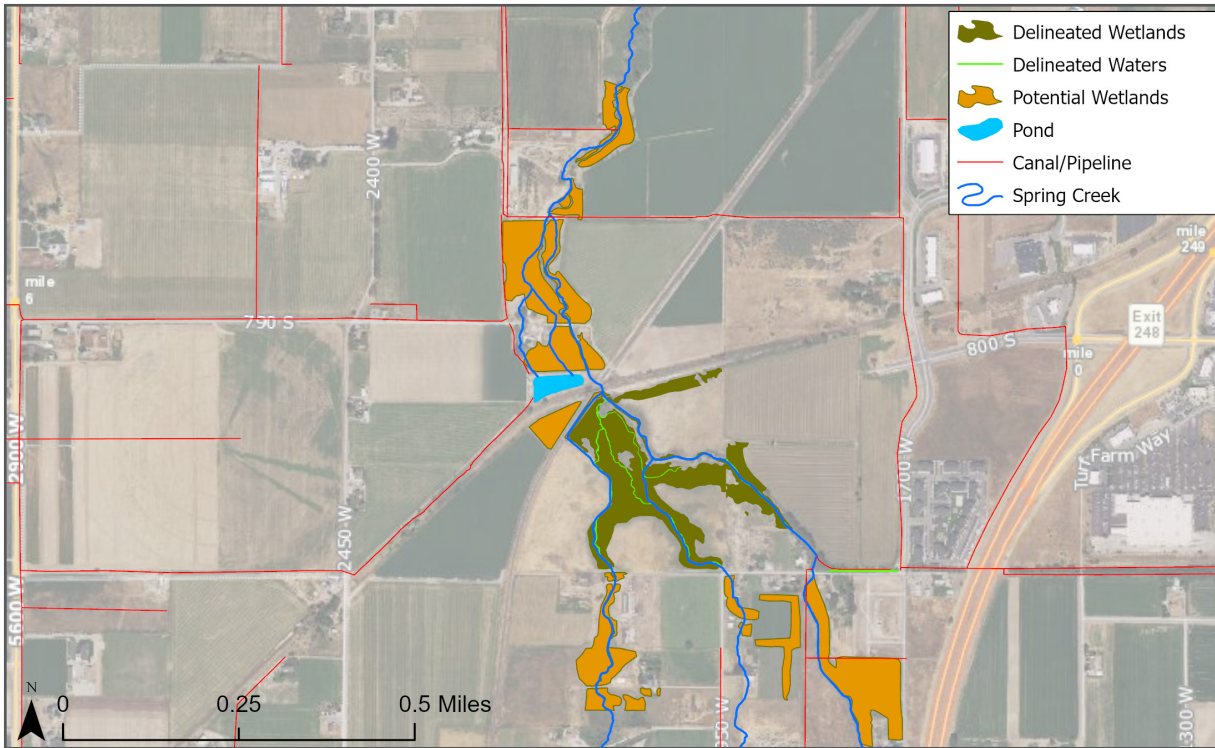 Delineated Wetlands
Delineated Waters
Potential Wetlands
Pond
Canal/Pipeline
Spring Creek
2400 W
mile
249
mile
6
790 S
Exit
248
800 S
mile
0
2800 W
1700 W
Turf Farm Way
2450 W
5600 W
N
0
0.25
0.5 Miles